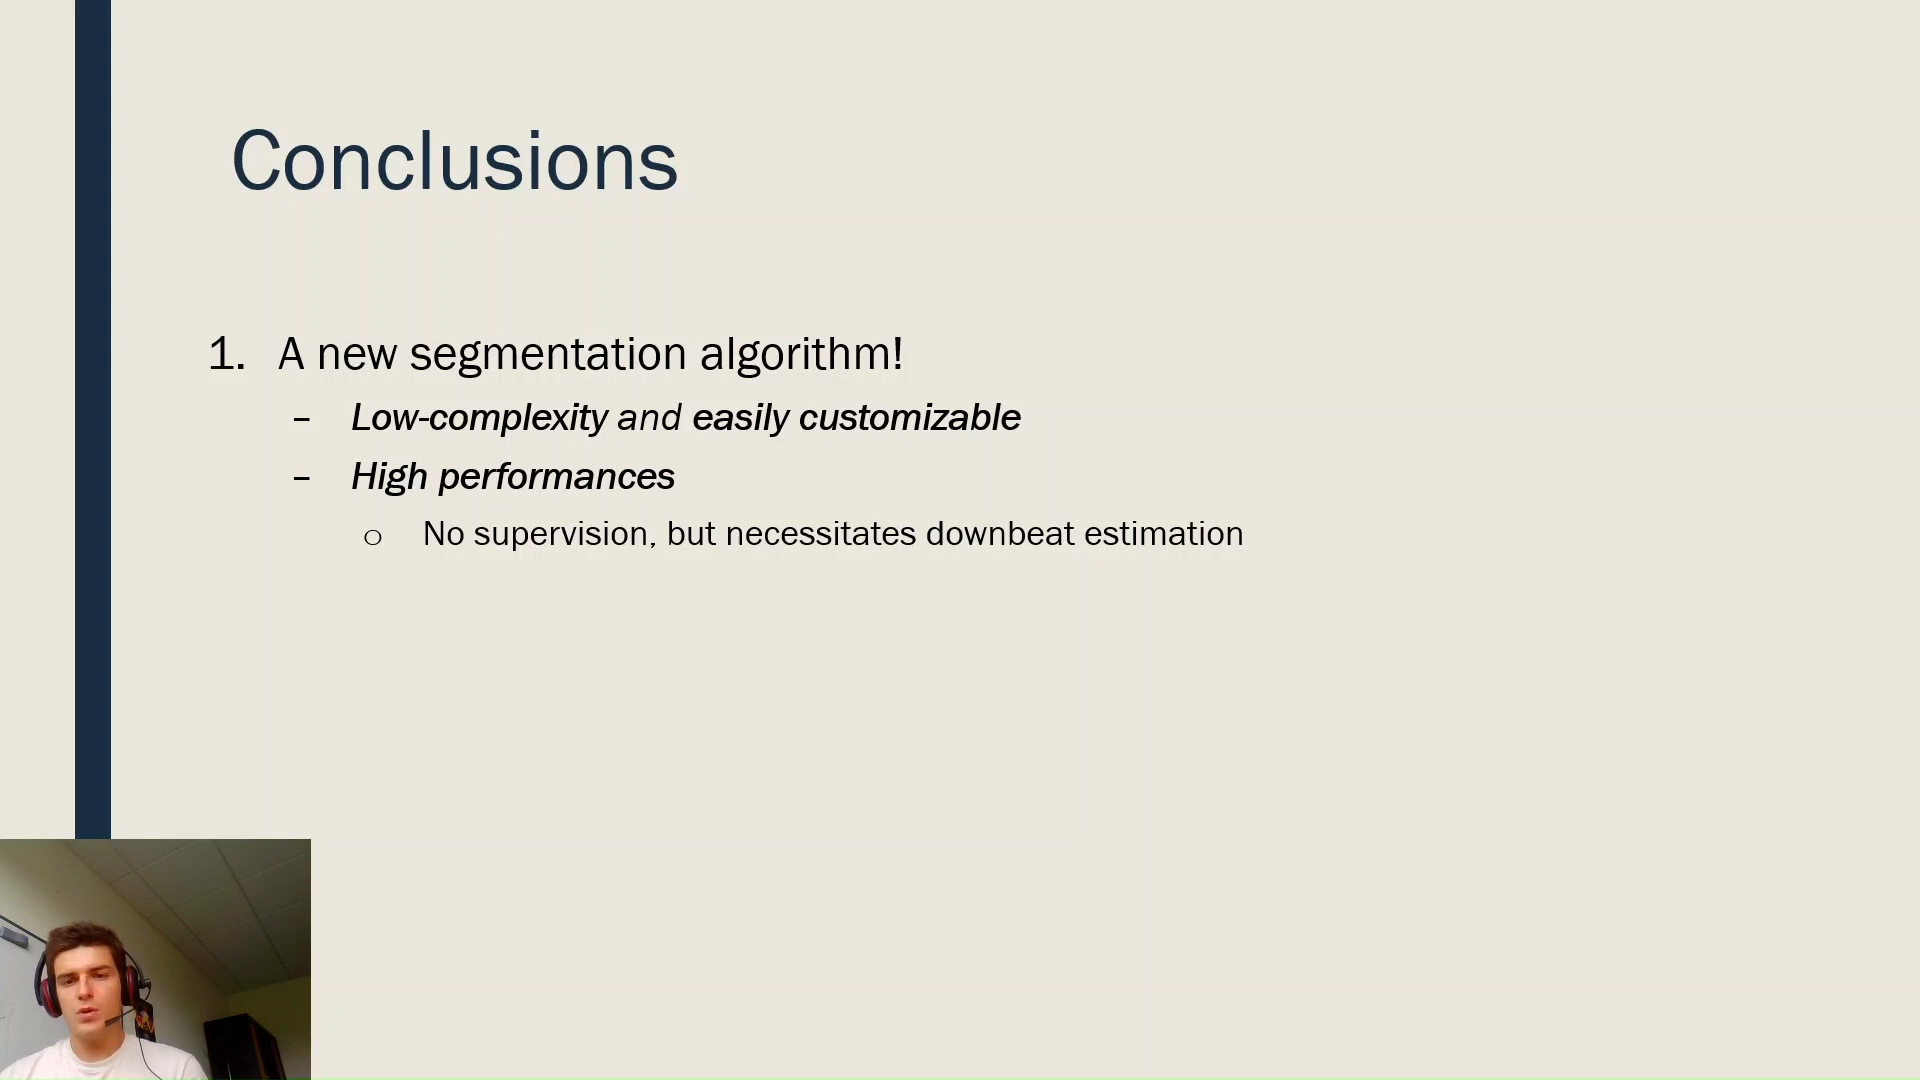 Conclusions
1. A new segmentation algorithm!
– Low-complexity and easily customizable
– High performances
o No supervision, but necessitates downbeat estimation